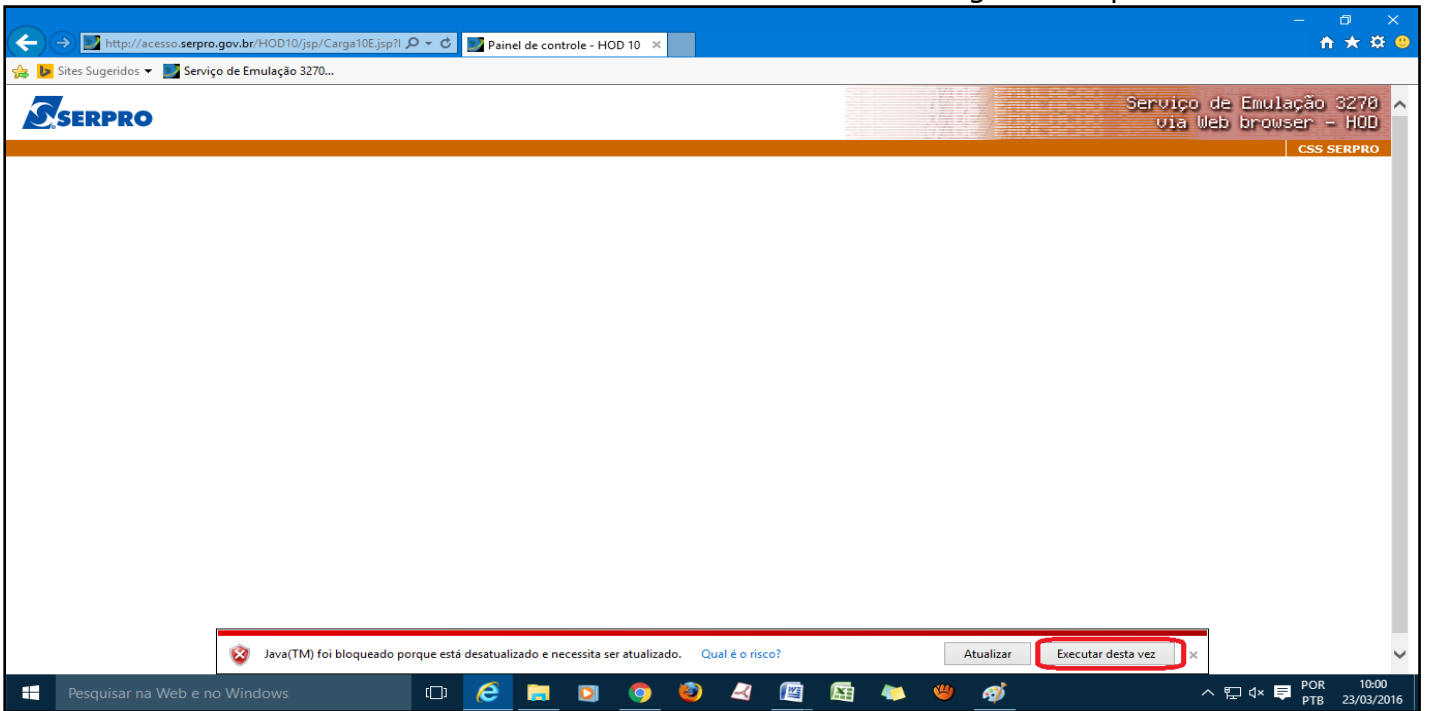 http://acesso.serpro.gov.br/HOD10/jsp/Carga10E.jsp?I
Painel de controle - HOD 10
Sites Sugeridos
Serviço de Emulação 3270...
SERPRO
Serviço de Emulação 3270
via Web browser - HOD
CSS SERPRO
Java(TM) foi bloqueado porque está desatualizado e necessita ser atualizado. Qual é o risco?
Atualizar
Executar desta vez
Pesquisar na Web e no Windows
POR
PTB
10:00
23/03/2016